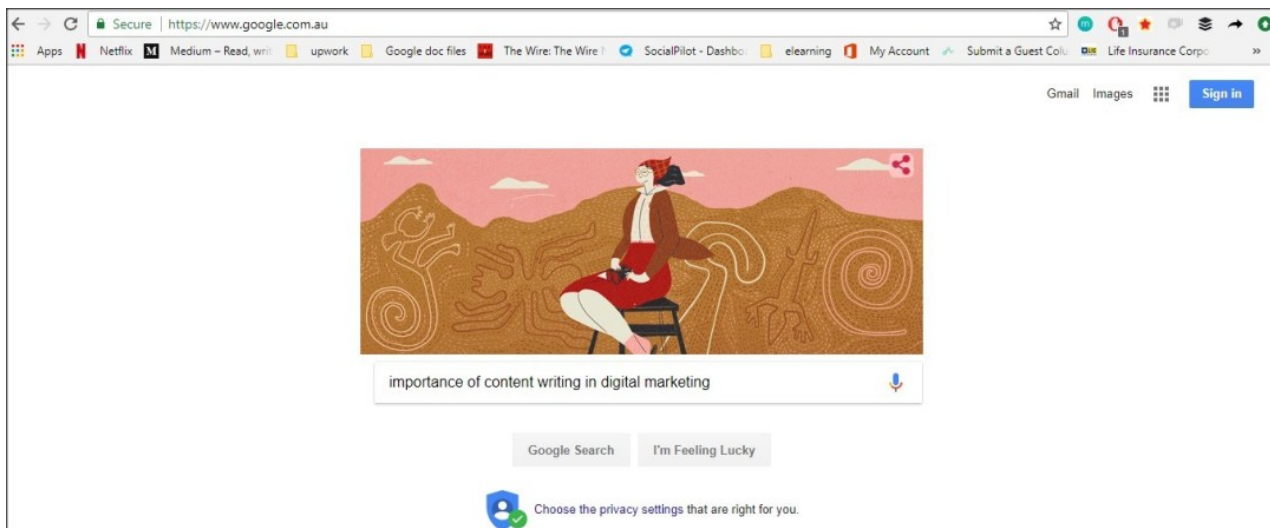 Secure https://www.google.com.au
1
Apps N Netflix M Medium – Read, writ upwork Google doc files The Wire: The Wire SocialPilot - Dashbo elearning My Account Submit a Guest Colu Life Insurance Corpo »
Gmail Images Sign in
importance of content writing in digital marketing
Google Search I'm Feeling Lucky
Choose the privacy settings that are right for you.